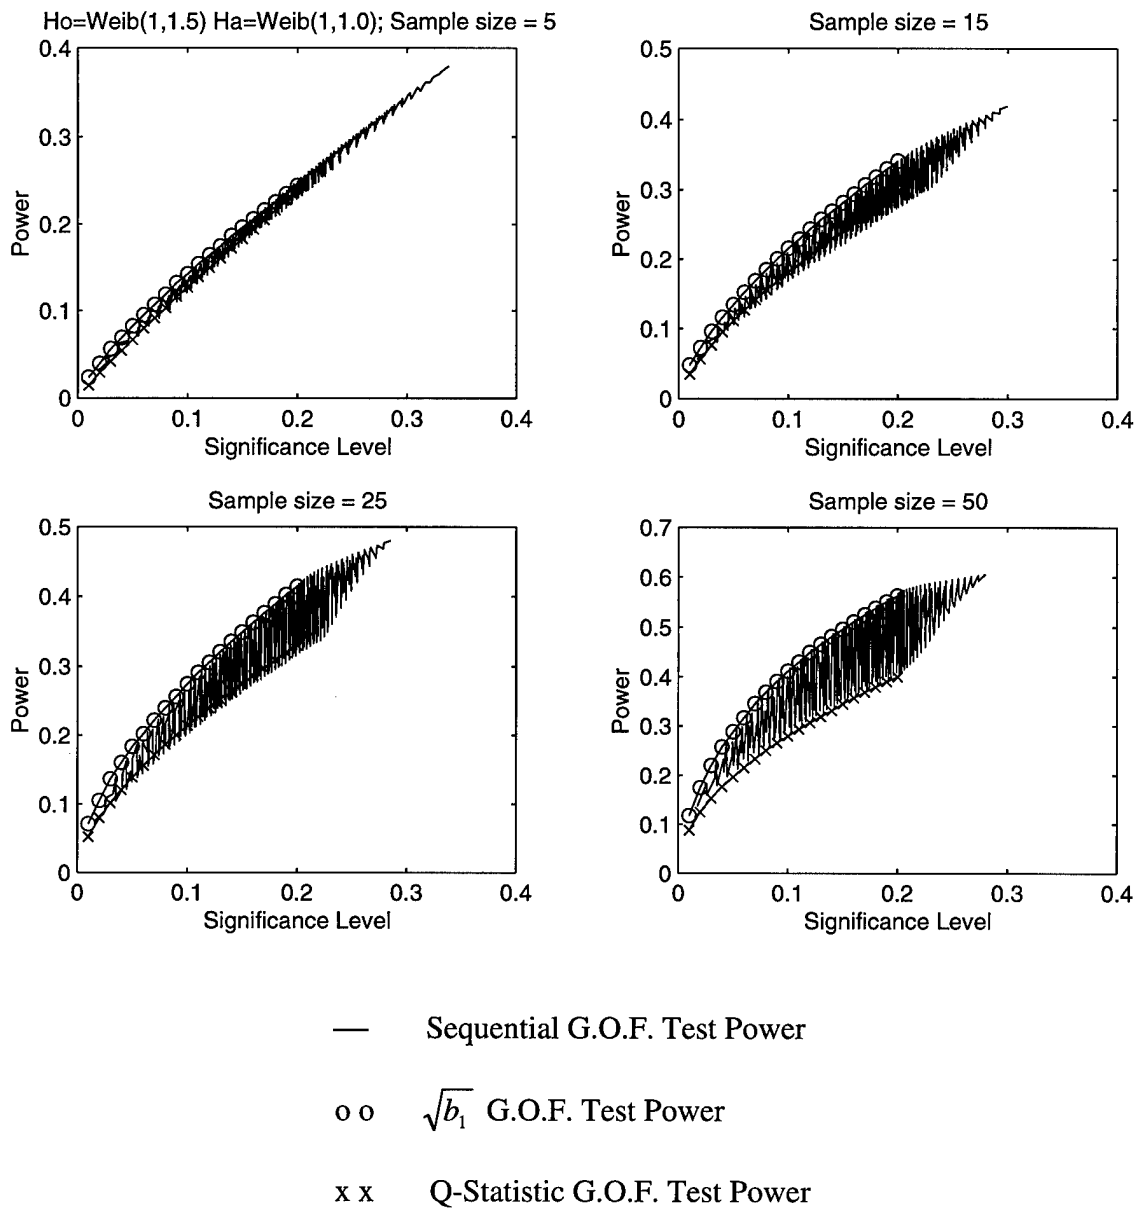 Ho=Weib(1,1.5) Ha=Weib(1,1.0); Sample size = 5
0.4
0.3
0.2
0.1
0
Power
0 0.1 0.2 0.3 0.4
Significance Level
Sample size = 15
0.5
0.4
0.3
0.2
0.1
0
Power
0 0.1 0.2 0.3 0.4
Significance Level
Sample size = 25
0.5
0.4
0.3
0.2
0.1
0
Power
0 0.1 0.2 0.3 0.4
Significance Level
Sample size = 50
0.7
0.6
0.5
0.4
0.3
0.2
0.1
0
Power
0 0.1 0.2 0.3 0.4
Significance Level
— Sequential G.O.F. Test Power
o o √b₁ G.O.F. Test Power
x x Q-Statistic G.O.F. Test Power